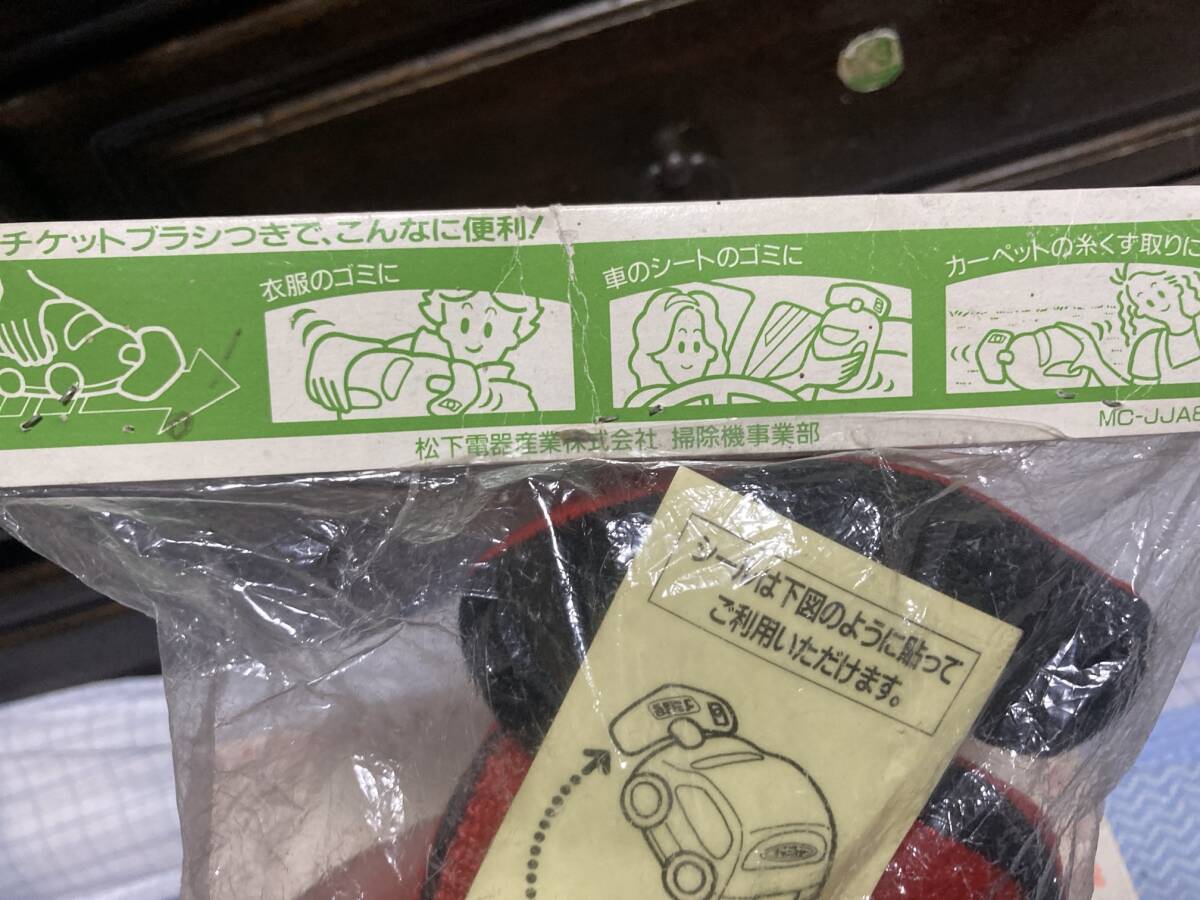 チケットブラシつきで、こんなに便利!
衣服のゴミに
車のシートのゴミに
カーペットの糸くず取りに
MC-JJA
松下電器産業株式会社 掃除機事業部
シールは下図のように貼って
ご利用いただけます。